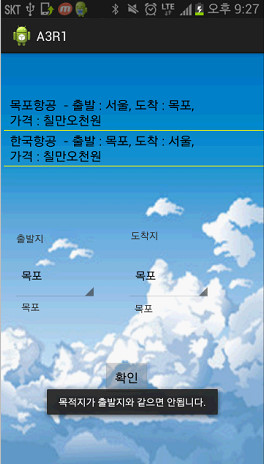 SKT LTE 오후 9:27
A3R1
목포항공 - 출발 : 서울, 도착 : 목포,
가격 : 칠만오천원
한국항공 - 출발 : 목포, 도착 : 서울,
가격 : 칠만오천원
출발지 도착지
목포 목포
목포 목포
확인
목적지가 출발지와 같으면 안됩니다.